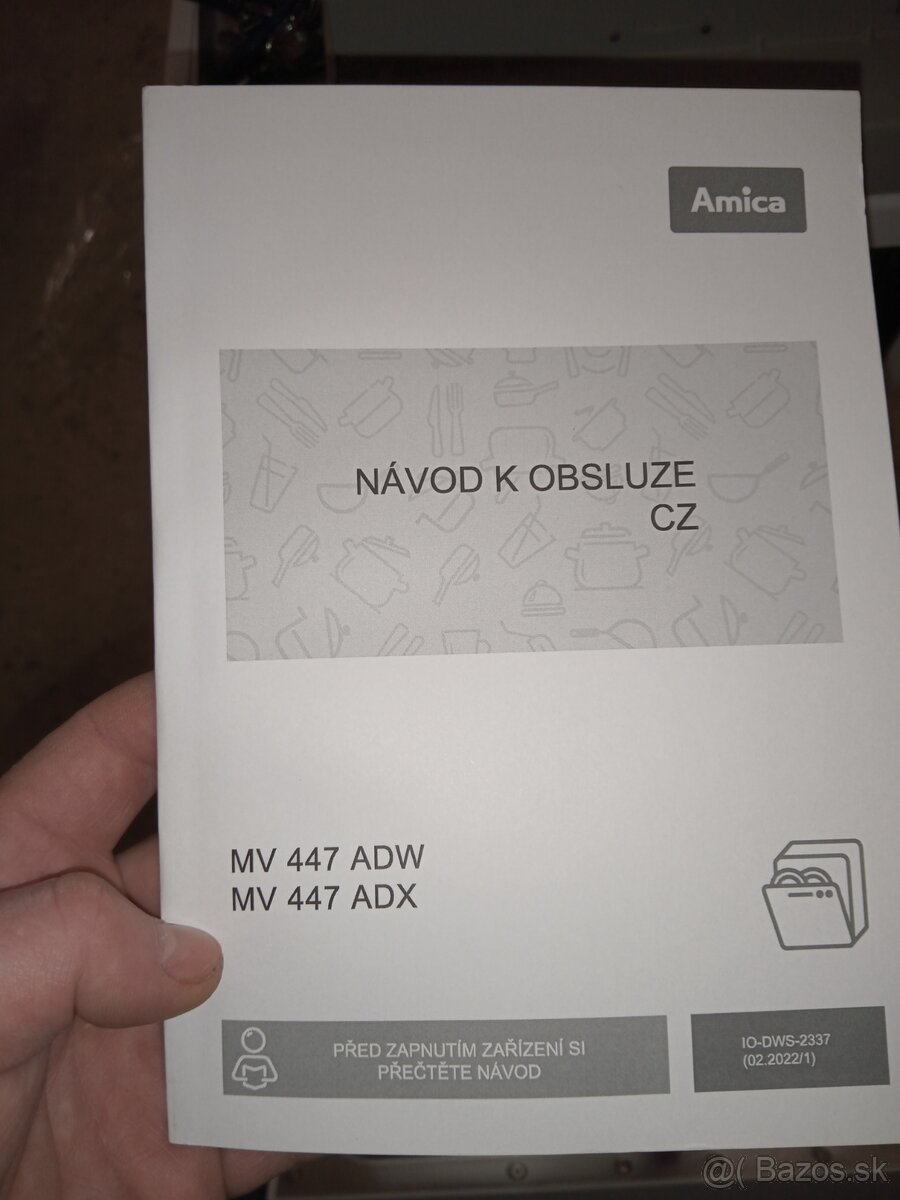 Amica
NÁVOD K OBSLUZE
CZ
MV 447 ADW
MV 447 ADX
PŘED ZAPNUTÍM ZAŘÍZENÍ SI
PŘEČTĚTE NÁVOD
IO-DWS-2337
(02.2022/1)
@( Bazos.sk